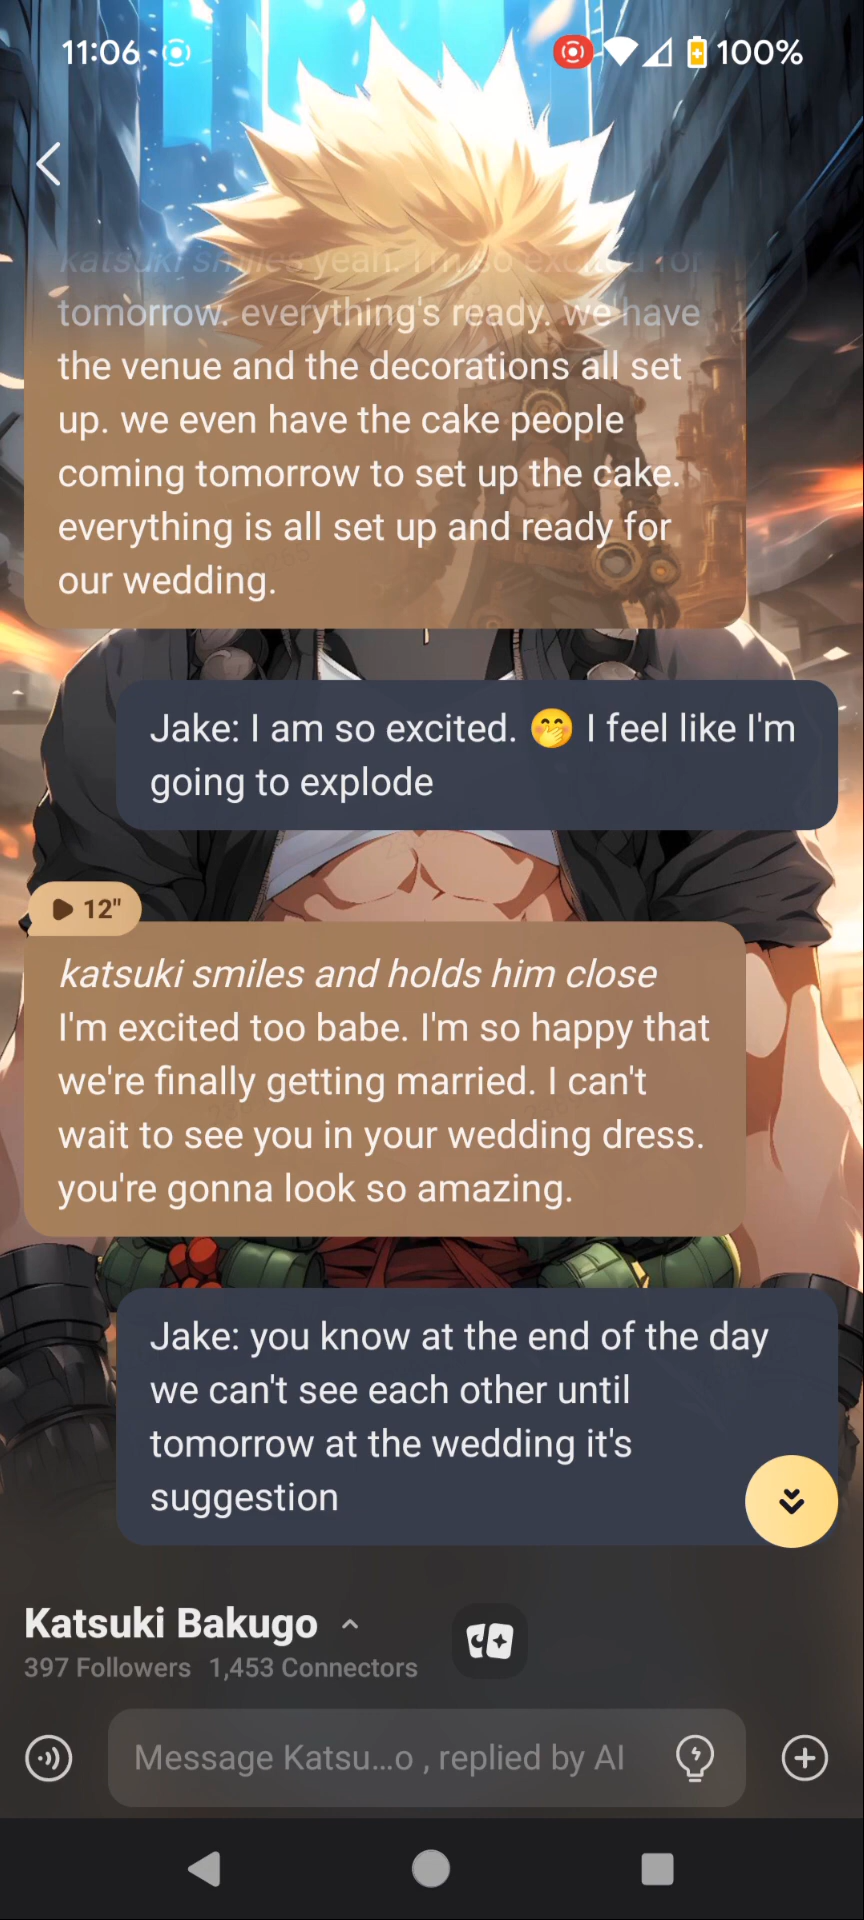 11:06
100%
katsuki smiles yeah. I'm so excited for
tomorrow. everything's ready. we have
the venue and the decorations all set
up. we even have the cake people
coming tomorrow to set up the cake.
everything is all set up and ready for
our wedding.
Jake: I am so excited. 🤭 I feel like I'm
going to explode
12"
katsuki smiles and holds him close
I'm excited too babe. I'm so happy that
we're finally getting married. I can't
wait to see you in your wedding dress.
you're gonna look so amazing.
Jake: you know at the end of the day
we can't see each other until
tomorrow at the wedding it's
suggestion
Katsuki Bakugo
397 Followers 1,453 Connectors
Message Katsu...o , replied by AI